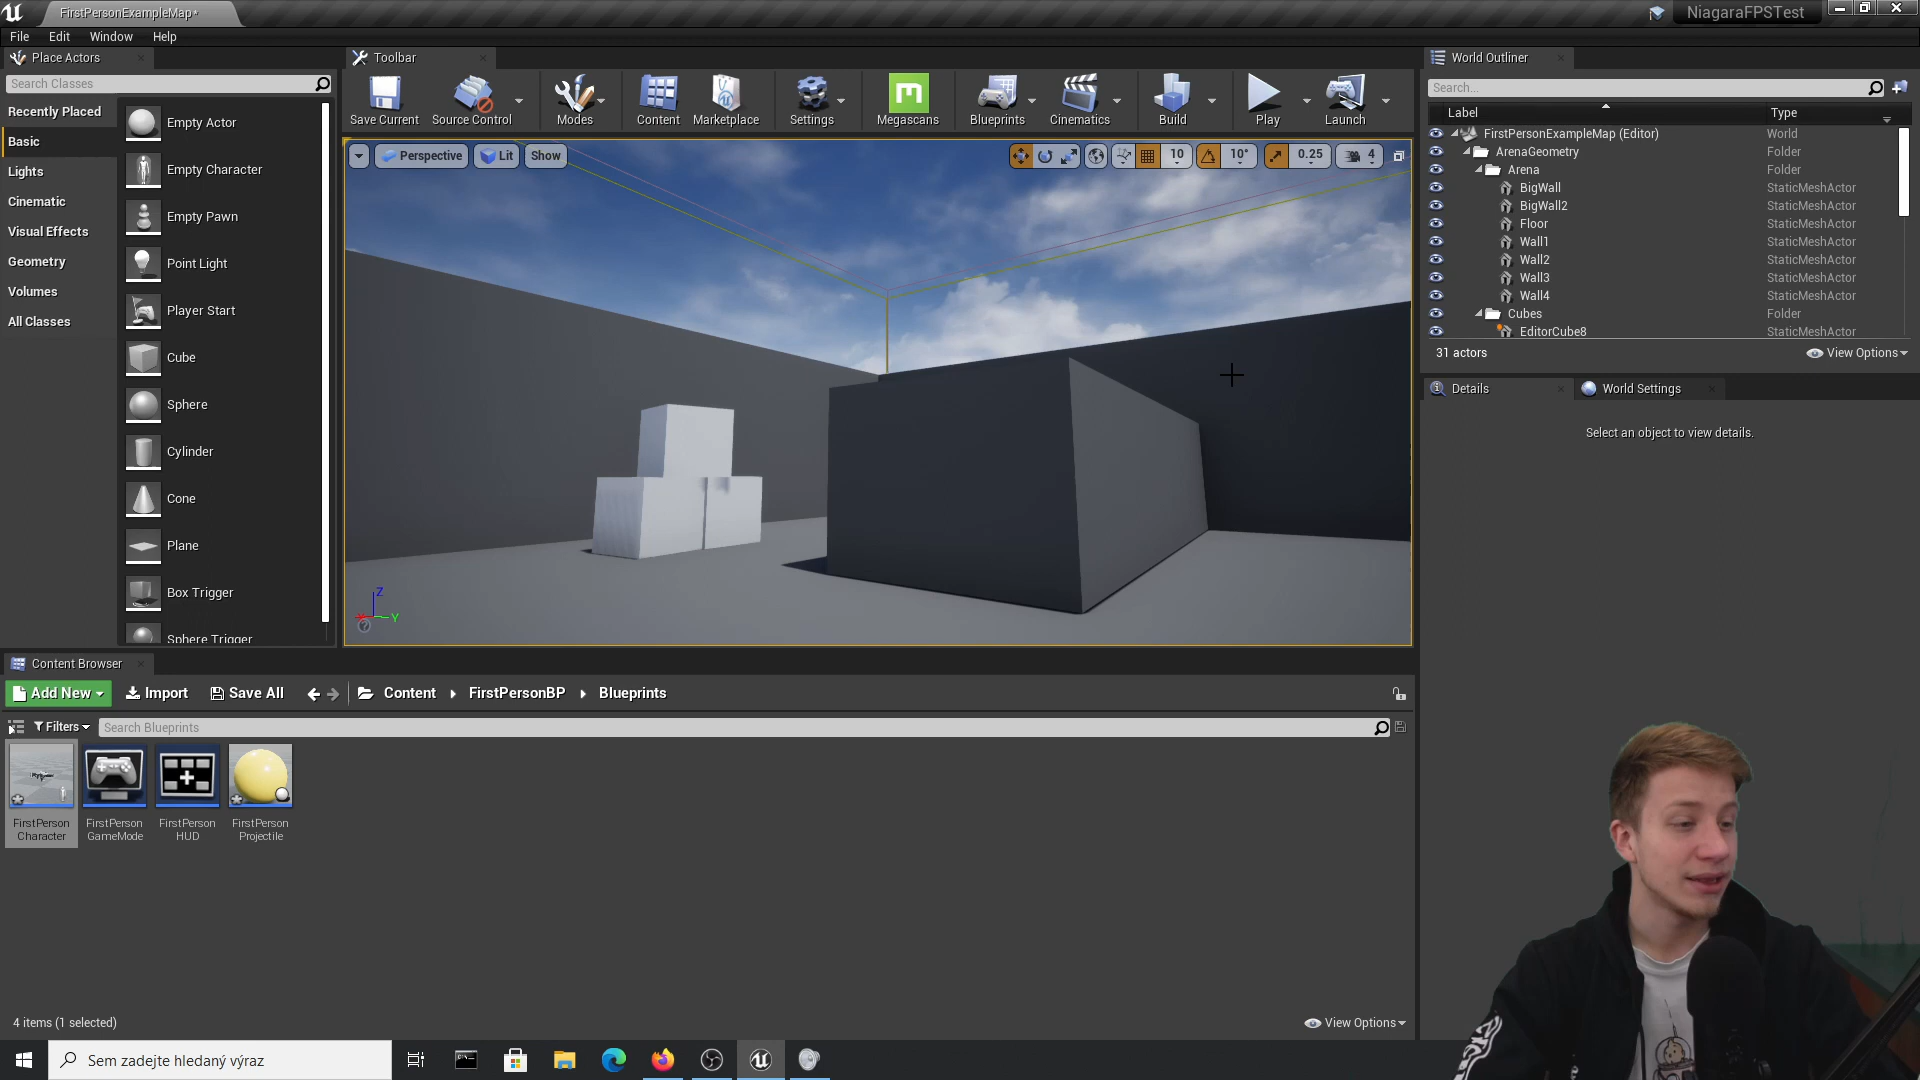 FirstPersonExampleMap*
NiagaraFPSTest
File Edit Window Help
Place Actors
Toolbar
World Outliner
Search Classes
Recently Placed
Basic
Lights
Cinematic
Visual Effects
Geometry
Volumes
All Classes
Empty Actor
Empty Character
Empty Pawn
Point Light
Player Start
Cube
Sphere
Cylinder
Cone
Plane
Box Trigger
Sphere Trigger
Save Current
Source Control
Modes
Content
Marketplace
Settings
Megascans
Blueprints
Cinematics
Build
Play
Launch
Perspective
Lit
Show
10
10°
0.25
4
Z
X
Y
Search...
Label Type
FirstPersonExampleMap (Editor) World
ArenaGeometry Folder
Arena Folder
BigWall StaticMeshActor
BigWall2 StaticMeshActor
Floor StaticMeshActor
Wall1 StaticMeshActor
Wall2 StaticMeshActor
Wall3 StaticMeshActor
Wall4 StaticMeshActor
Cubes Folder
EditorCube8 StaticMeshActor
31 actors
View Options
Details
World Settings
Select an object to view details.
Content Browser
Add New
Import
Save All
Content
FirstPersonBP
Blueprints
Filters
Search Blueprints
FirstPerson
Character
FirstPerson
GameMode
FirstPerson
HUD
FirstPerson
Projectile
4 items (1 selected)
View Options
Sem zadejte hledaný výraz